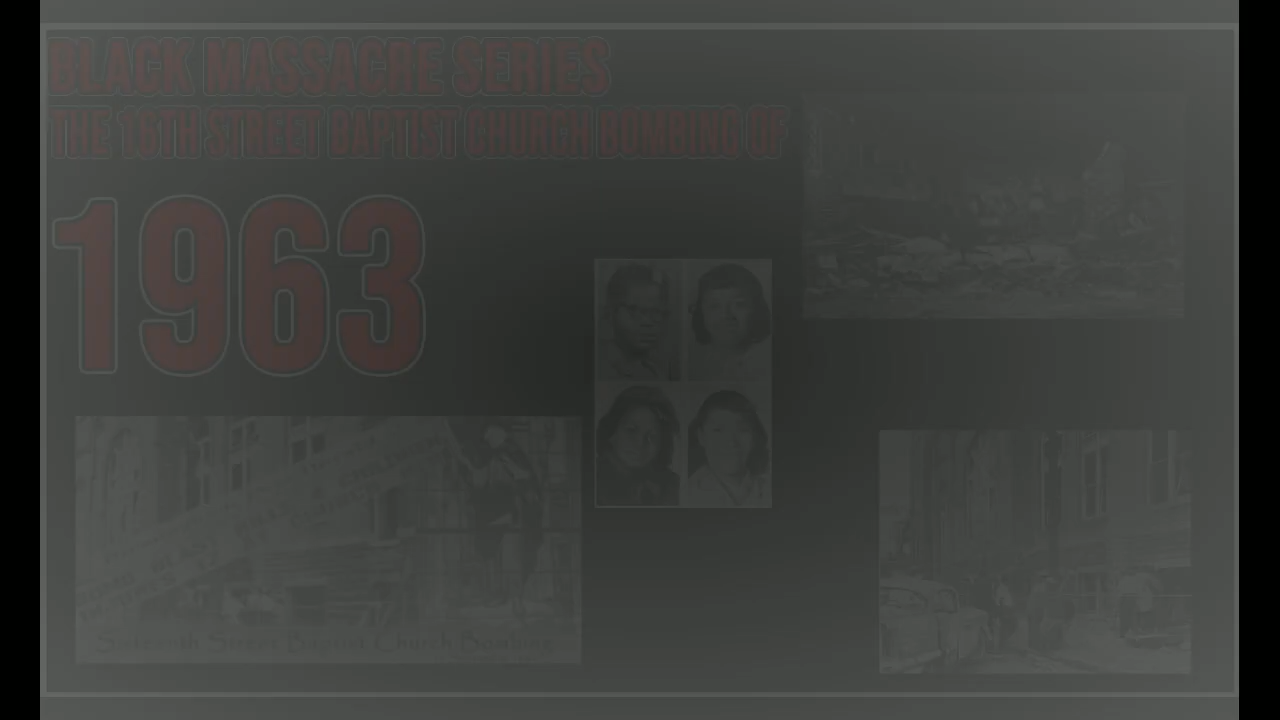 BLACK MASSACRE SERIES
THE 16TH STREET BAPTIST CHURCH BOMBING OF
1963
Sixteenth Street Baptist Church Bombing